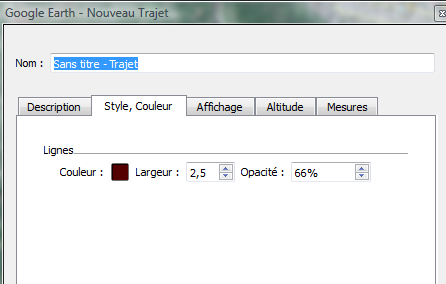 Google Earth - Nouveau Trajet
Nom : Sans titre - Trajet
Description Style, Couleur Affichage Altitude Mesures
Lignes
Couleur : Largeur : 2,5 Opacité : 66%